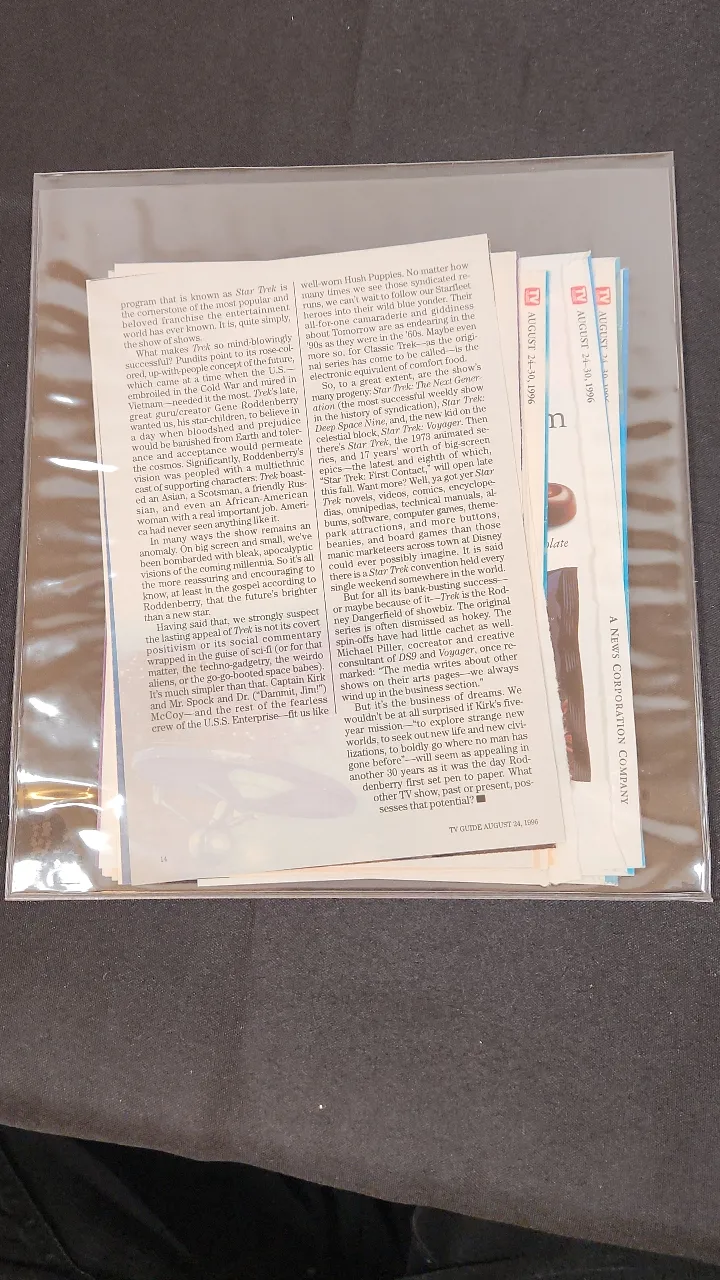 program that is known as Star Trek is
the cornerstone of the most popular and
beloved franchise the entertainment
world has ever known. It is, quite simply,
the show of shows.
What makes Trek so mind-blowingly
successful? Pundits point to its rose-col-
ored, up-with-people concept of the future,
which came at a time when the U.S.—
embroiled in the Cold War and mired in
Vietnam—needed it the most. Trek's late,
great guru/creator Gene Roddenberry
wanted us, his star-children, to believe in
a day when bloodshed and prejudice
would be banished from Earth and toler-
ance and acceptance would permeate
the cosmos. Significantly, Roddenberry's
vision was peopled with a multiethnic
cast of supporting characters: Trek boast-
ed an Asian, a Scotsman, a friendly Rus-
sian, and even an African-American
woman with a real important job. Ameri-
ca had never seen anything like it.
In many ways the show remains an
anomaly. On big screen and small, we've
been bombarded with bleak, apocalyptic
visions of the coming millennia. So it's all
the more reassuring and encouraging to
know, at least in the gospel according to
Roddenberry, that the future's brighter
than a new star.
Having said that, we strongly suspect
the lasting appeal of Trek is not its covert
positivism or its social commentary
wrapped in the guise of sci-fi (or for that
matter, the techno-gadgetry, the weirdo
aliens, or the go-go-booted space babes).
It's much simpler than that. Captain Kirk
and Mr. Spock and Dr. ("Dammit, Jim!")
McCoy—and the rest of the fearless
crew of the U.S.S. Enterprise—fit us like
well-worn Hush Puppies. No matter how
many times we see those syndicated re-
runs, we can't wait to follow our Starfleet
heroes into their wild blue yonder. Their
all-for-one camaraderie and giddiness
about Tomorrow are as endearing in the
'90s as they were in the '60s. Maybe even
more so, for Classic Trek—as the origi-
nal series has come to be called—is the
electronic equivalent of comfort food.
So, to a great extent, are the show's
many progeny: Star Trek: The Next Gener-
ation (the most successful weekly show
in the history of syndication), Star Trek:
Deep Space Nine, and, the new kid on the
celestial block, Star Trek: Voyager. Then
there's Star Trek, the 1973 animated se-
ries, and 17 years' worth of big-screen
epics—the latest and eighth of which,
"Star Trek: First Contact," will open late
this fall. Want more? Well, ya got yer Star
Trek novels, videos, comics, encyclope-
dias, omnipedias, technical manuals, al-
bums, software, computer games, theme-
park attractions, and more buttons,
beanies, and board games than those
manic marketeers across town at Disney
could ever possibly imagine. It is said
there is a Star Trek convention held every
single weekend somewhere in the world.
But for all its bank-busting success—
or maybe because of it—Trek is the Rod-
ney Dangerfield of showbiz. The original
series is often dismissed as hokey. The
spin-offs have had little cachet as well.
Michael Piller, cocreator and creative
consultant of DS9 and Voyager, once re-
marked: "The media writes about other
shows on their arts pages—we always
wind up in the business section."
But it's the business of dreams. We
wouldn't be at all surprised if Kirk's five-
year mission—"to explore strange new
worlds, to seek out new life and new civi-
lizations, to boldly go where no man has
gone before"—will seem as appealing in
another 30 years as it was the day Rod-
denberry first set pen to paper. What
other TV show, past or present, pos-
sesses that potential? ■
14
TV GUIDE AUGUST 24, 1996
TV AUGUST 24-30, 1996
n
olate
TV AUGUST 24-30, 1996
TV AUGUST 24-30, 1996
A NEWS CORPORATION COMPANY